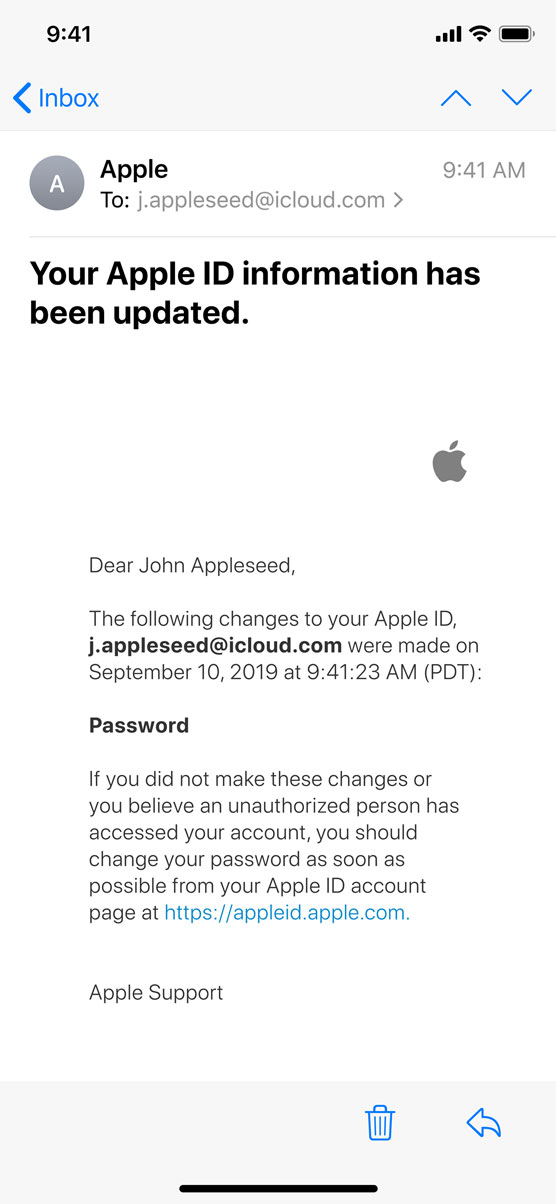 9:41
Inbox
A
Apple
9:41 AM
To: j.appleseed@icloud.com
Your Apple ID information has
been updated.
Dear John Appleseed,
The following changes to your Apple ID,
j.appleseed@icloud.com were made on
September 10, 2019 at 9:41:23 AM (PDT):
Password
If you did not make these changes or
you believe an unauthorized person has
accessed your account, you should
change your password as soon as
possible from your Apple ID account
page at https://appleid.apple.com.
Apple Support